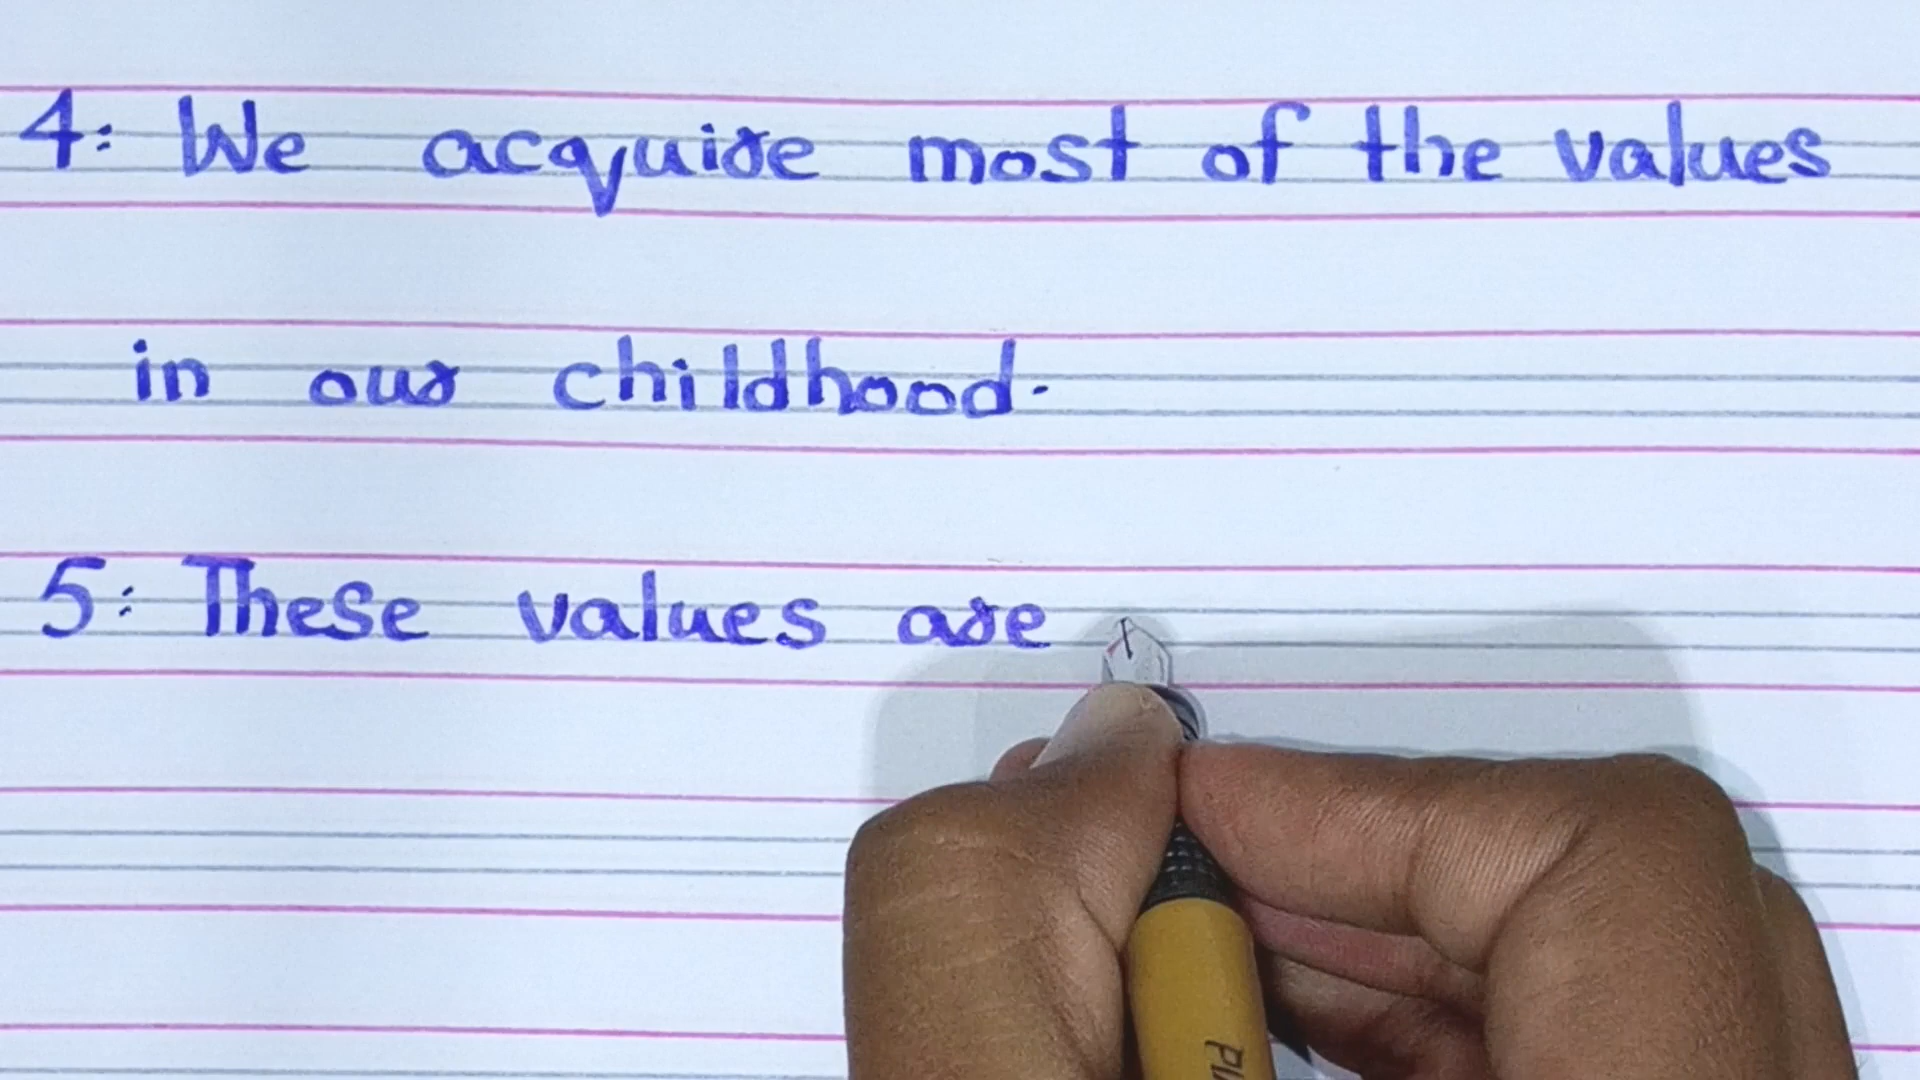 4: We acquire most of the values
in our childhood.
5: These values are